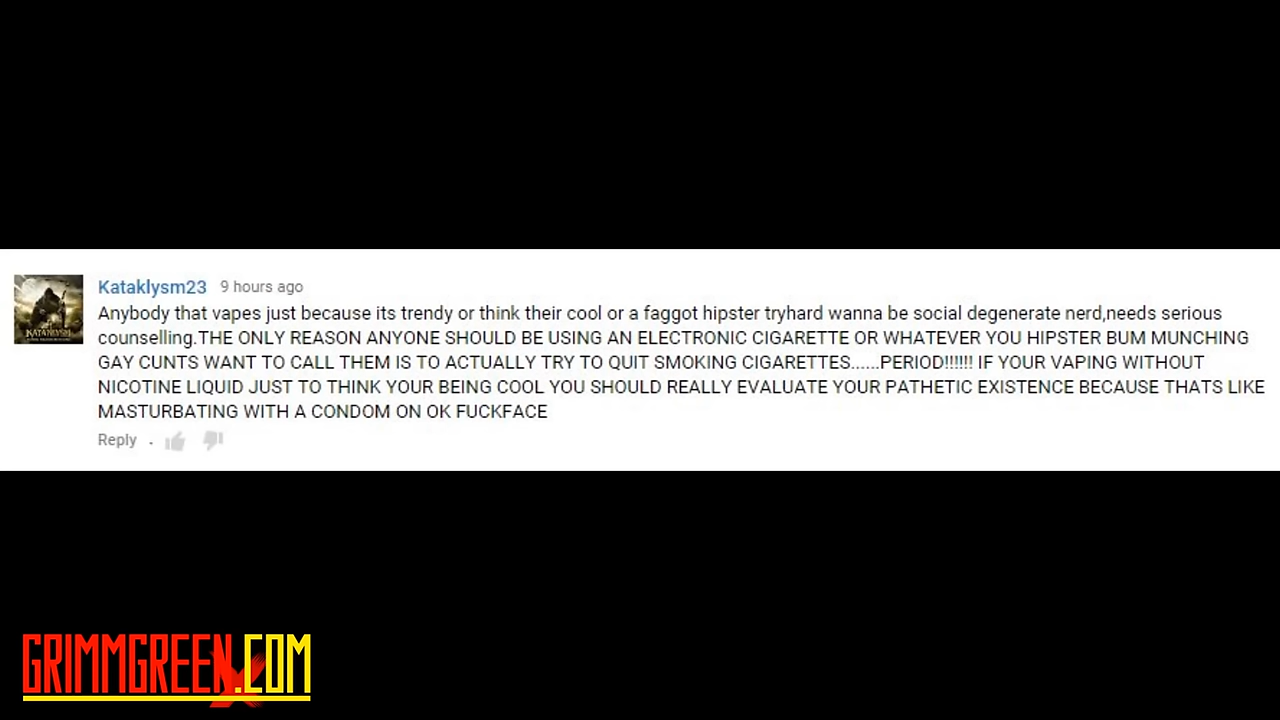 Kataklysm23 9 hours ago
Anybody that vapes just because its trendy or think their cool or a faggot hipster tryhard wanna be social degenerate nerd,needs serious
counselling.THE ONLY REASON ANYONE SHOULD BE USING AN ELECTRONIC CIGARETTE OR WHATEVER YOU HIPSTER BUM MUNCHING
GAY CUNTS WANT TO CALL THEM IS TO ACTUALLY TRY TO QUIT SMOKING CIGARETTES......PERIOD!!!!!! IF YOUR VAPING WITHOUT
NICOTINE LIQUID JUST TO THINK YOUR BEING COOL YOU SHOULD REALLY EVALUATE YOUR PATHETIC EXISTENCE BECAUSE THATS LIKE
MASTURBATING WITH A CONDOM ON OK FUCKFACE
Reply .
KATAKLYSM
GRIMMGREEN.COM